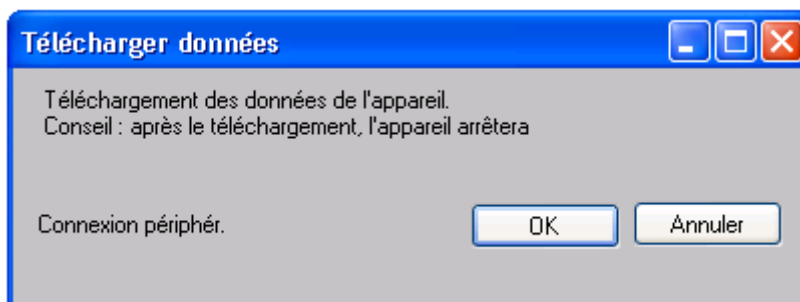 Télécharger données
Téléchargement des données de l'appareil.
Conseil : après le téléchargement, l'appareil arrêtera
Connexion périphér.
OK
Annuler